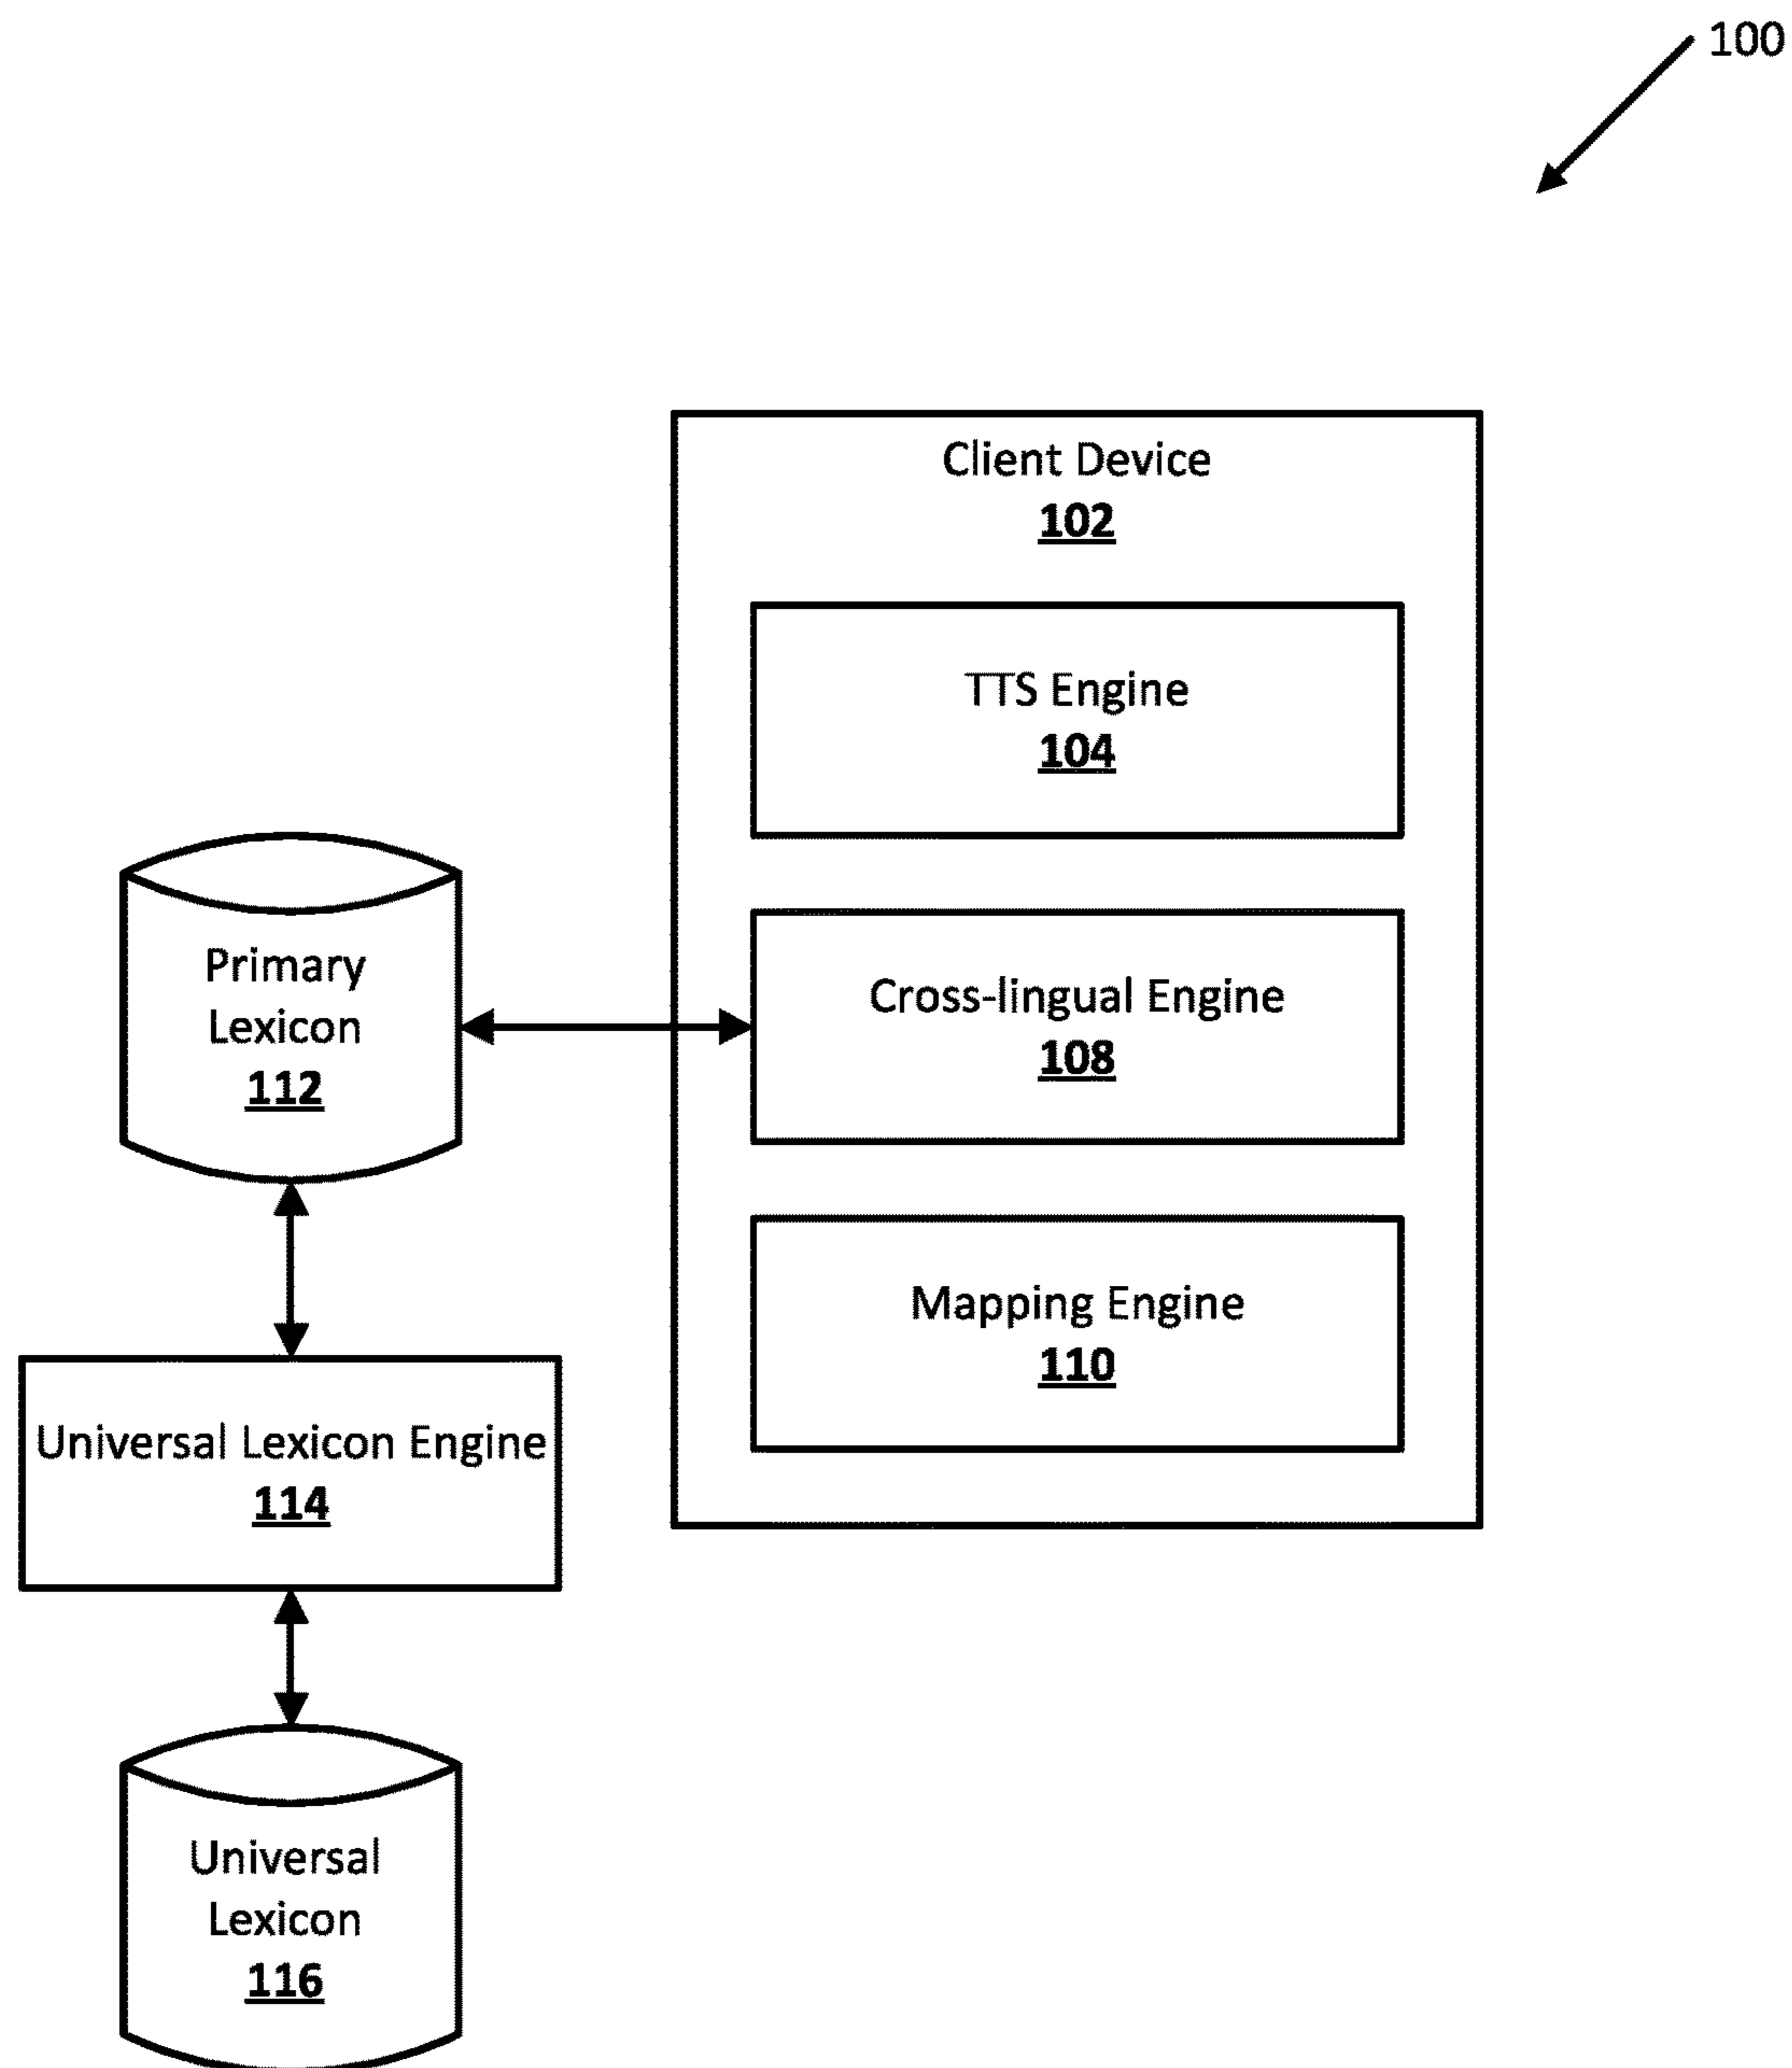 100
Client Device
102
TTS Engine
104
Primary
Lexicon
112
Cross-lingual Engine
108
Mapping Engine
110
Universal Lexicon Engine
114
Universal
Lexicon
116